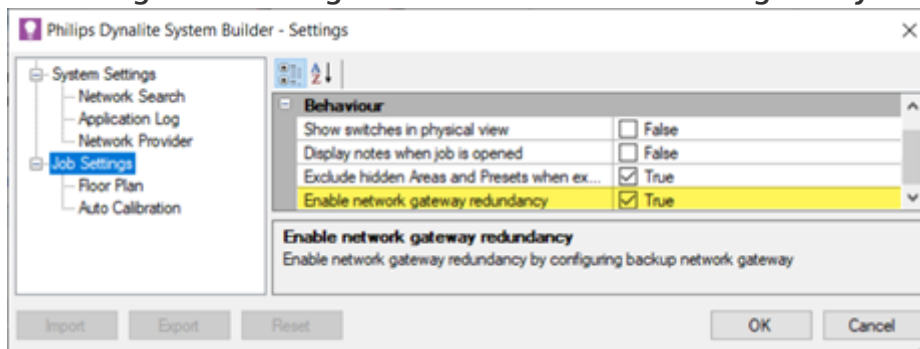 Philips Dynalite System Builder - Settings
System Settings
Network Search
Application Log
Network Provider
Job Settings
Floor Plan
Auto Calibration
Behaviour
Show switches in physical view False
Display notes when job is opened False
Exclude hidden Areas and Presets when ex... True
Enable network gateway redundancy True
Enable network gateway redundancy
Enable network gateway redundancy by configuring backup network gateway
Import Export Reset OK Cancel